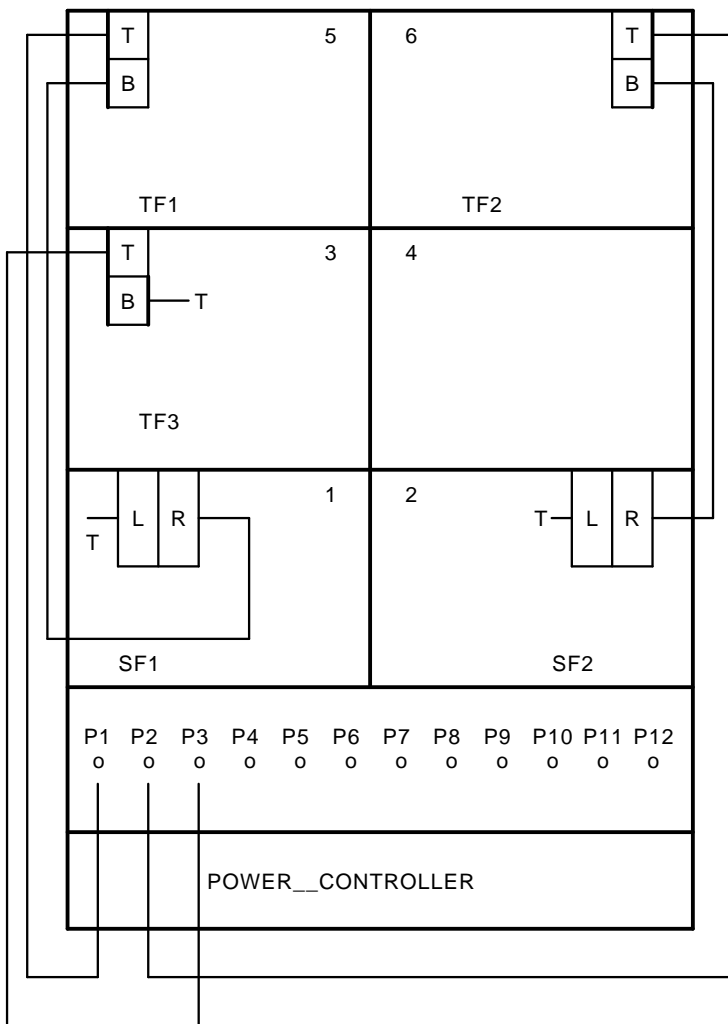 T 5 6 T
B B
TF1 TF2
T 3 4
B T
TF3
1 2
L R T L R
T
SF1 SF2
P1 P2 P3 P4 P5 P6 P7 P8 P9 P10 P11 P12
o o o o o o o o o o o o
POWER__CONTROLLER